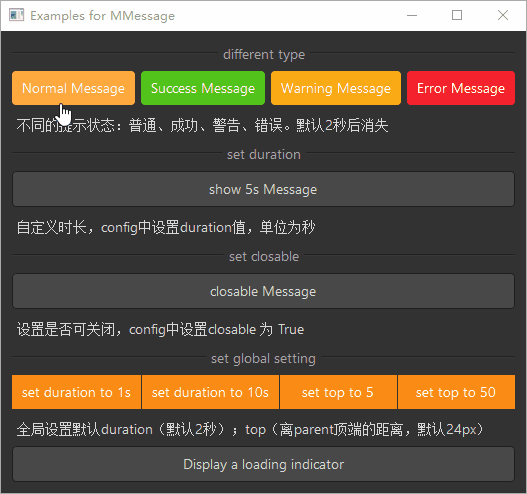 Examples for MMessage
different type
Normal Message Success Message Warning Message Error Message
不同的提示状态：普通、成功、警告、错误。默认2秒后消失
set duration
show 5s Message
自定义时长，config中设置duration值，单位为秒
set closable
closable Message
设置是否可关闭，config中设置closable 为 True
set global setting
set duration to 1s set duration to 10s set top to 5 set top to 50
全局设置默认duration（默认2秒）；top（离parent顶端的距离，默认24px）
Display a loading indicator